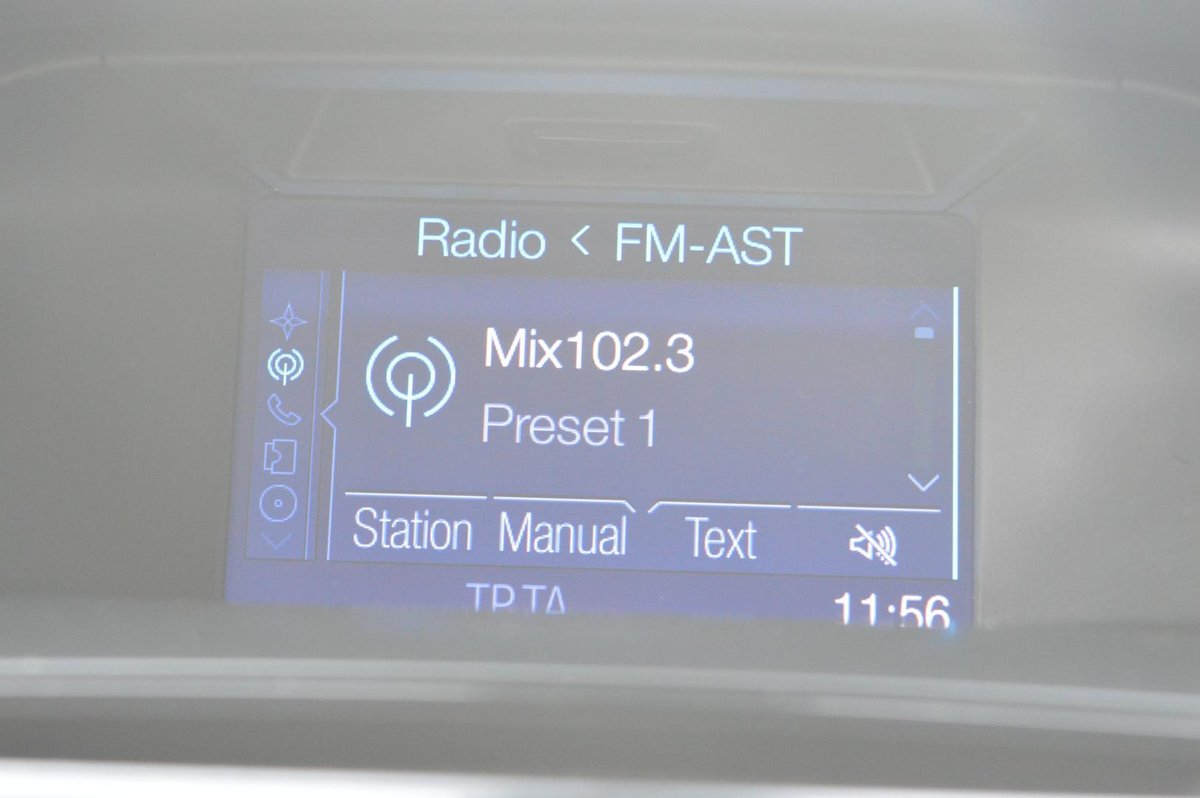 Radio < FM-AST
Mix102.3
Preset 1
Station Manual Text
TP TA 11:56